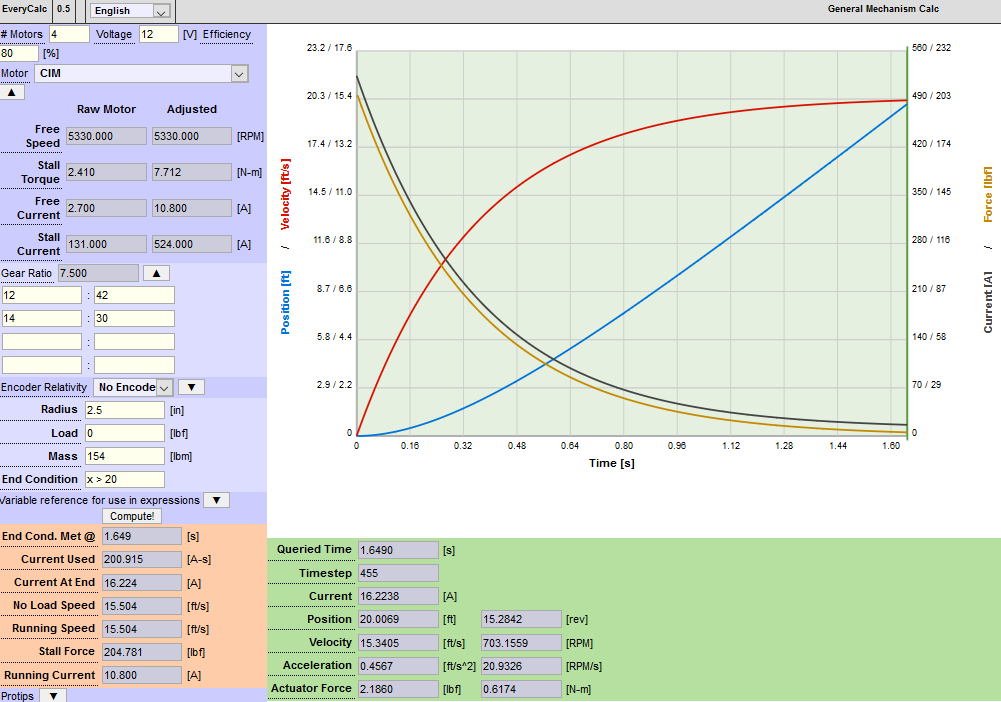 EveryCalc 0.5 English General Mechanism Calc
# Motors 4 Voltage 12 [V] Efficiency
80 [%]
Motor CIM
▲
Raw Motor Adjusted
Free Speed 5330.000 5330.000 [RPM]
Stall Torque 2.410 7.712 [N-m]
Free Current 2.700 10.800 [A]
Stall Current 131.000 524.000 [A]
Gear Ratio 7.500 ▲
12 : 42
14 : 30
:
:
Encoder Relativity No Encode ▼
Radius 2.5 [in]
Load 0 [lbf]
Mass 154 [lbm]
End Condition x > 20
Variable reference for use in expressions ▼
Compute!
End Cond. Met @ 1.649 [s]
Current Used 200.915 [A-s]
Current At End 16.224 [A]
No Load Speed 15.504 [ft/s]
Running Speed 15.504 [ft/s]
Stall Force 204.781 [lbf]
Running Current 10.800 [A]
Protips ▼
Position [ft] / Velocity [ft/s]
23.2 / 17.6
20.3 / 15.4
17.4 / 13.2
14.5 / 11.0
11.6 / 8.8
8.7 / 6.6
5.8 / 4.4
2.9 / 2.2
0
560 / 232
490 / 203
420 / 174
350 / 145
280 / 116
210 / 87
140 / 58
70 / 29
0
Current [A] / Force [lbf]
0 0.16 0.32 0.48 0.64 0.80 0.96 1.12 1.28 1.44 1.60
Time [s]
Queried Time 1.6490 [s]
Timestep 455
Current 16.2238 [A]
Position 20.0069 [ft] 15.2842 [rev]
Velocity 15.3405 [ft/s] 703.1559 [RPM]
Acceleration 0.4567 [ft/s^2] 20.9326 [RPM/s]
Actuator Force 2.1860 [lbf] 0.6174 [N-m]